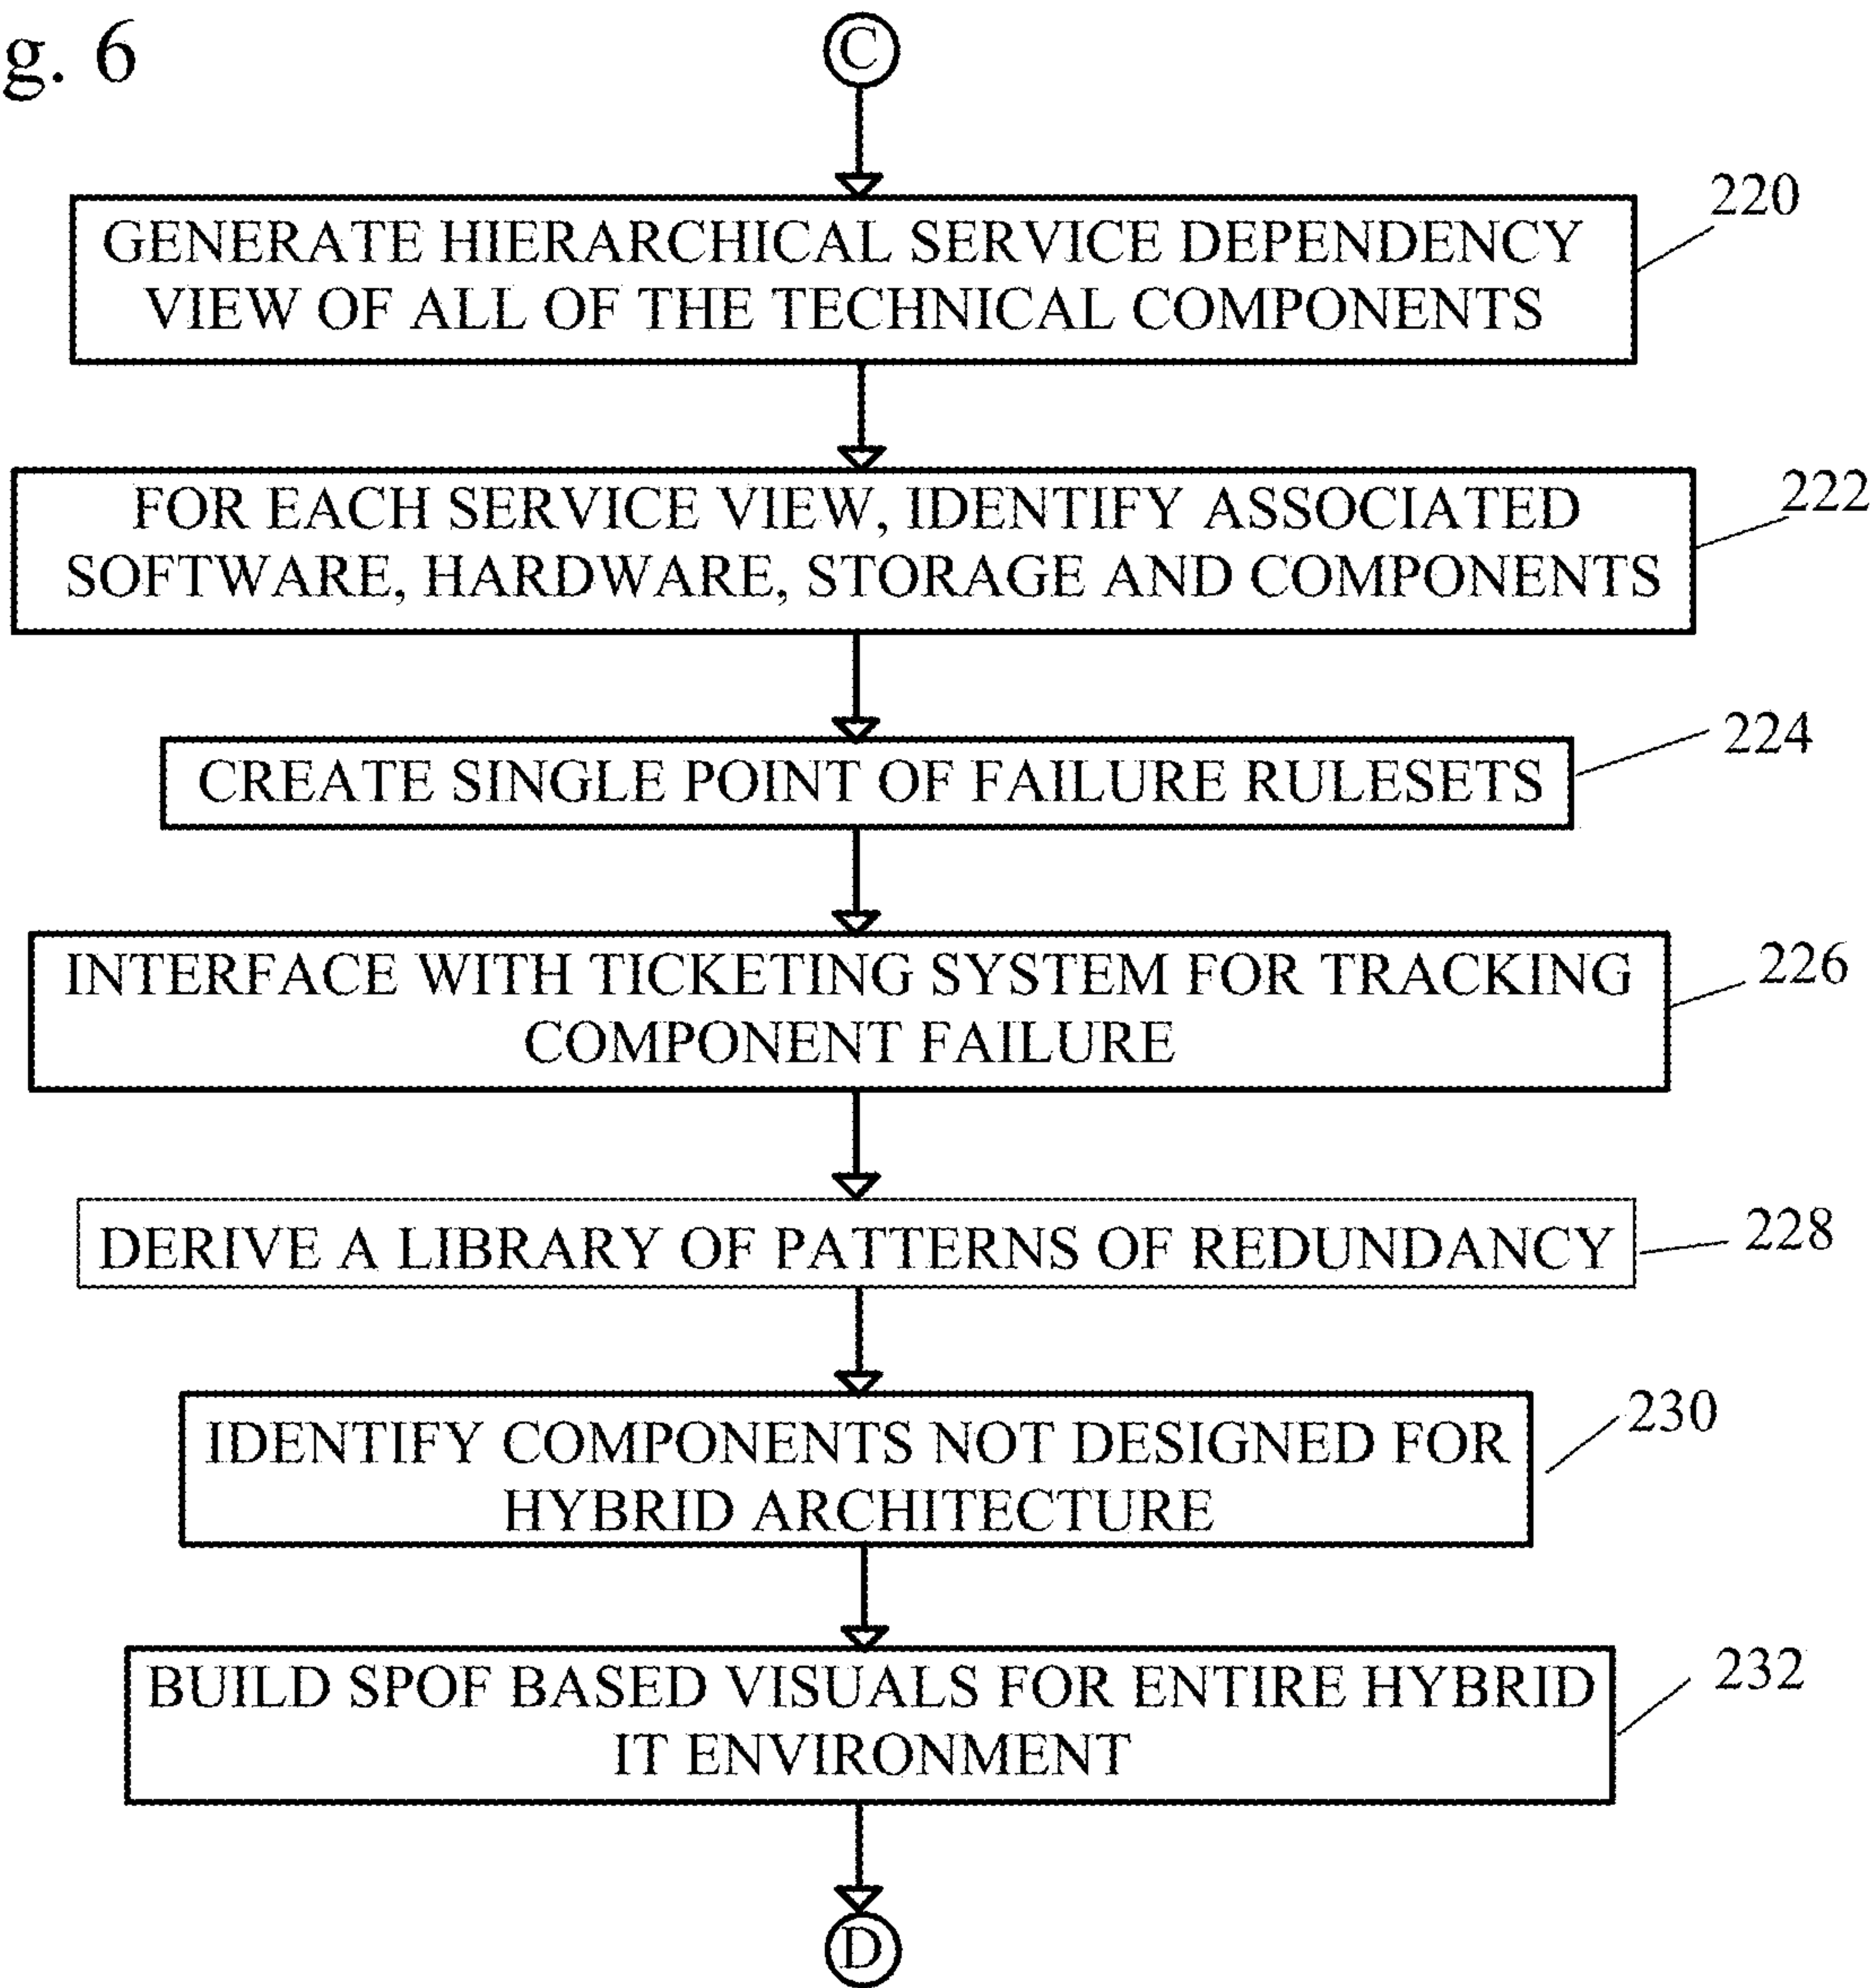 g. 6
C
220
GENERATE HIERARCHICAL SERVICE DEPENDENCY
VIEW OF ALL OF THE TECHNICAL COMPONENTS
222
FOR EACH SERVICE VIEW, IDENTIFY ASSOCIATED
SOFTWARE, HARDWARE, STORAGE AND COMPONENTS
224
CREATE SINGLE POINT OF FAILURE RULESETS
226
INTERFACE WITH TICKETING SYSTEM FOR TRACKING
COMPONENT FAILURE
228
DERIVE A LIBRARY OF PATTERNS OF REDUNDANCY
230
IDENTIFY COMPONENTS NOT DESIGNED FOR
HYBRID ARCHITECTURE
232
BUILD SPOF BASED VISUALS FOR ENTIRE HYBRID
IT ENVIRONMENT
D